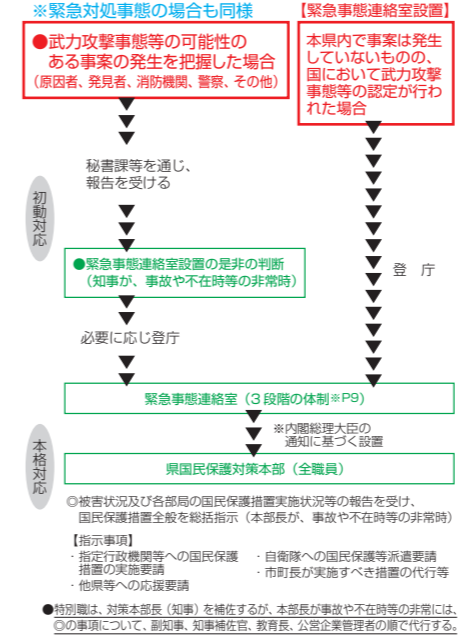 ※緊急対処事態の場合も同様
●武力攻撃事態等の可能性の
ある事案の発生を把握した場合
（原因者、発見者、消防機関、警察、その他）
【緊急事態連絡室設置】
本県内で事案は発生
していないものの、
国において武力攻撃
事態等の認定が行わ
れた場合
秘書課等を通じ、
報告を受ける
初動対応
●緊急事態連絡室設置の是非の判断
（知事が、事故や不在時等の非常時）
登　庁
必要に応じ登庁
緊急事態連絡室（３段階の体制※P9）
※内閣総理大臣の
通知に基づく設置
本格対応
県国民保護対策本部（全職員）
◎被害状況及び各部局の国民保護措置実施状況等の報告を受け、
国民保護措置全般を総括指示（本部長が、事故や不在時等の非常時）
【指示事項】
・指定行政機関等への国民保護
措置の実施要請
・他県等への応援要請
・自衛隊への国民保護等派遣要請
・市町長が実施すべき措置の代行等
●特別職は、対策本部長（知事）を補佐するが、本部長が事故や不在時等の非常には、
◎の事項について、副知事、知事補佐官、教育長、公営企業管理者の順で代行する。